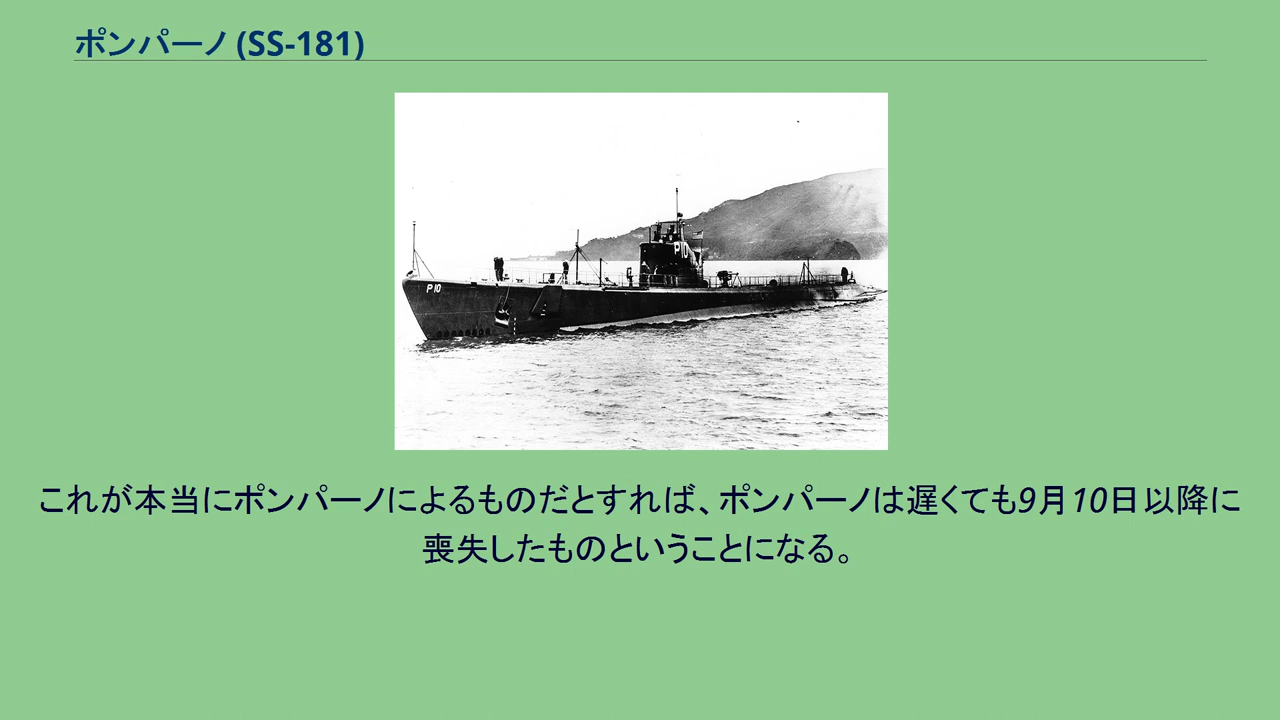 ポンパーノ (SS-181)
P 10
P10
これが本当にポンパーノによるものだとすれば、ポンパーノは遅くても9月10日以降に
喪失したものということになる。